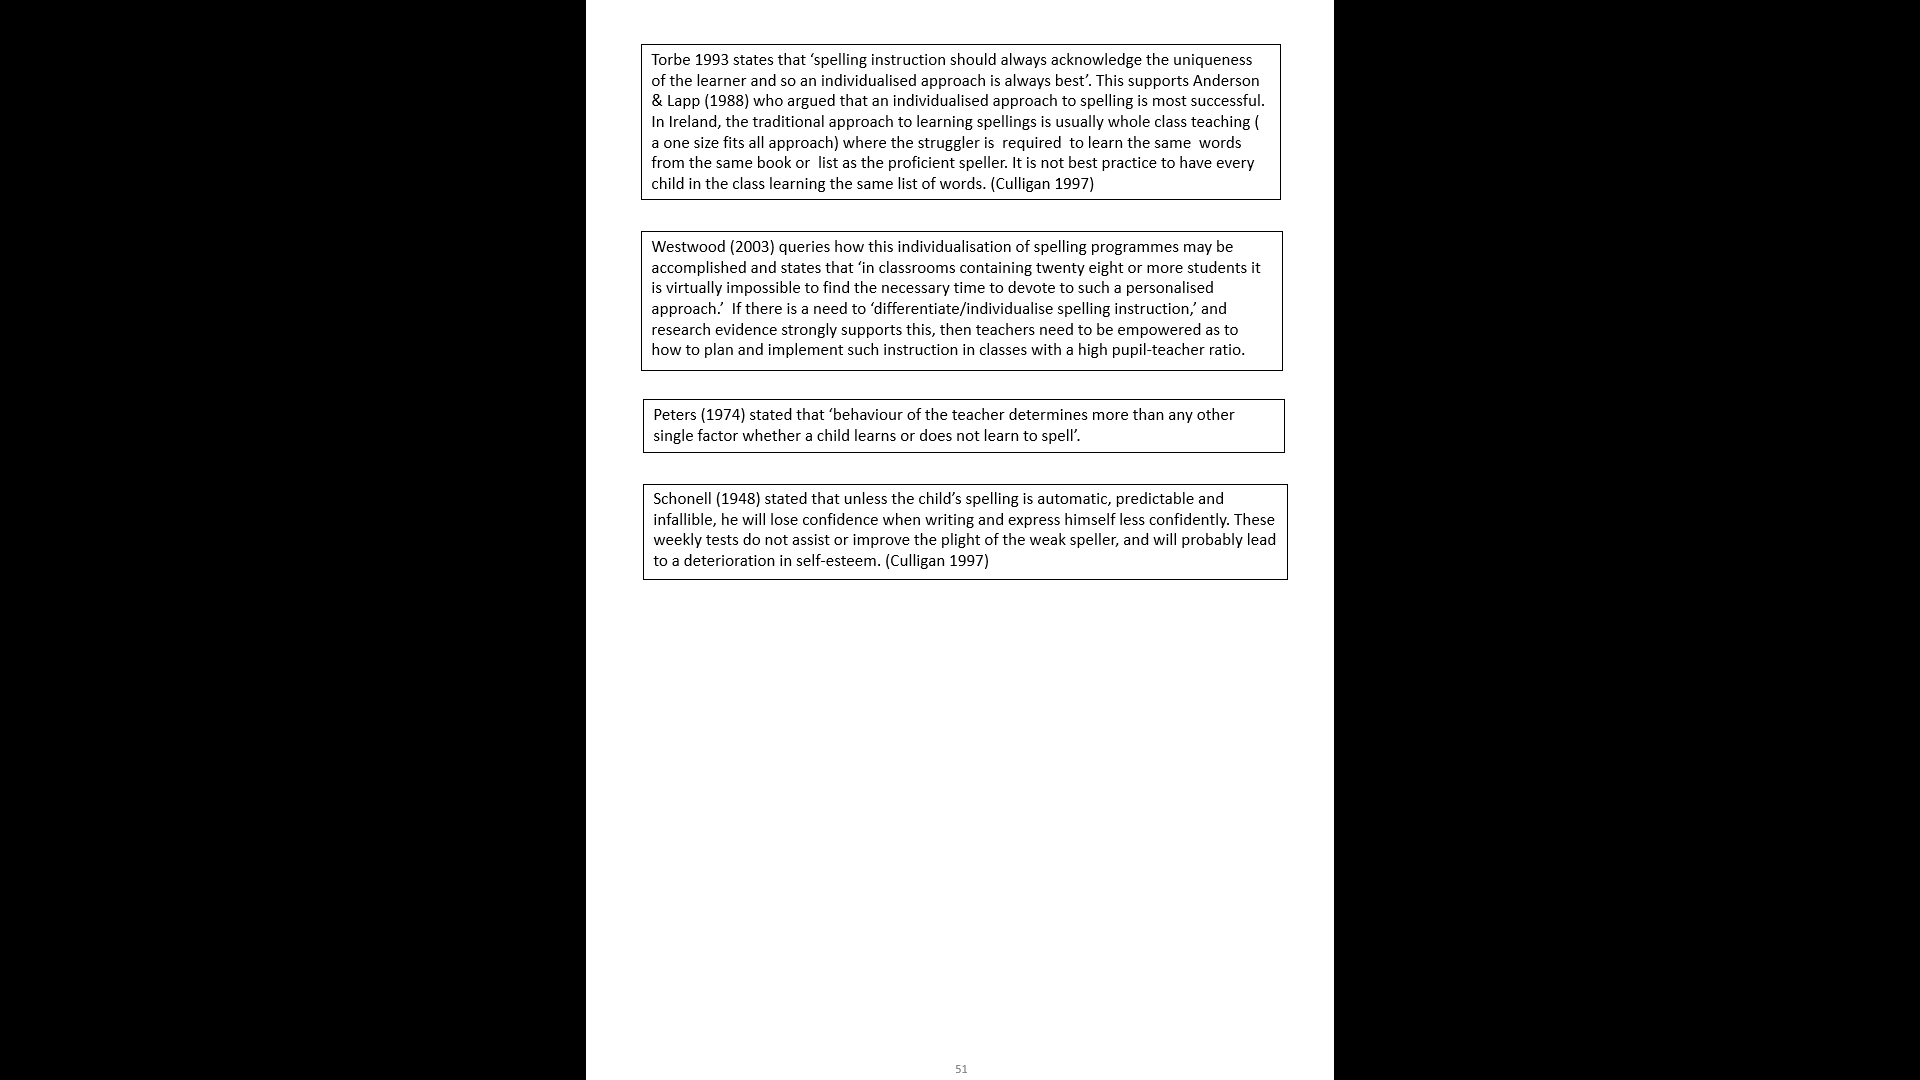 Torbe 1993 states that ‘spelling instruction should always acknowledge the uniqueness
of the learner and so an individualised approach is always best’. This supports Anderson
& Lapp (1988) who argued that an individualised approach to spelling is most successful.
In Ireland, the traditional approach to learning spellings is usually whole class teaching (
a one size fits all approach) where the struggler is  required  to learn the same  words
from the same book or  list as the proficient speller. It is not best practice to have every
child in the class learning the same list of words. (Culligan 1997)
Westwood (2003) queries how this individualisation of spelling programmes may be
accomplished and states that ‘in classrooms containing twenty eight or more students it
is virtually impossible to find the necessary time to devote to such a personalised
approach.’  If there is a need to ‘differentiate/individualise spelling instruction,’ and
research evidence strongly supports this, then teachers need to be empowered as to
how to plan and implement such instruction in classes with a high pupil-teacher ratio.
Peters (1974) stated that ‘behaviour of the teacher determines more than any other
single factor whether a child learns or does not learn to spell’.
Schonell (1948) stated that unless the child’s spelling is automatic, predictable and
infallible, he will lose confidence when writing and express himself less confidently. These
weekly tests do not assist or improve the plight of the weak speller, and will probably lead
to a deterioration in self-esteem. (Culligan 1997)
51